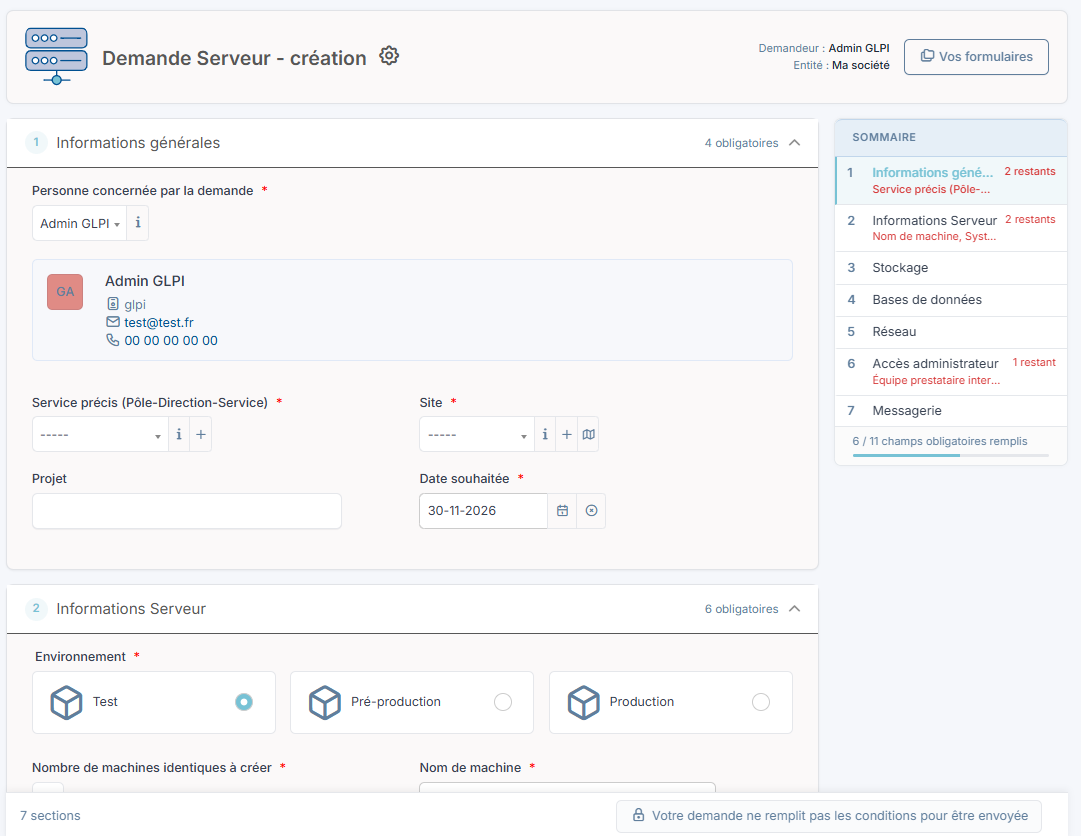 Demande Serveur - création
Demandeur : Admin GLPI
Entité : Ma société
Vos formulaires
1 Informations générales
4 obligatoires
Personne concernée par la demande *
Admin GLPI
i
GA
Admin GLPI
glpi
test@test.fr
00 00 00 00 00
Service précis (Pôle-Direction-Service) *
Site *
-----
i +
-----
i +
Projet
Date souhaitée *
30-11-2026
2 Informations Serveur
6 obligatoires
Environnement *
Test
Pré-production
Production
Nombre de machines identiques à créer *
Nom de machine *
SOMMAIRE
1 Informations géné... 2 restants
Service précis (Pôle-...
2 Informations Serveur 2 restants
Nom de machine, Syst...
3 Stockage
4 Bases de données
5 Réseau
6 Accès administrateur 1 restant
Équipe prestataire inter...
7 Messagerie
6 / 11 champs obligatoires remplis
7 sections
Votre demande ne remplit pas les conditions pour être envoyée